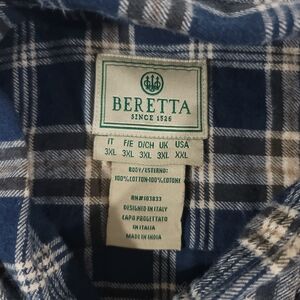 BERETTA
SINCE 1526
IT F/E D/CH UK USA
3XL 3XL 3XL 3XL XXL
BODY/ESTERNO:
100%COTTON-100%COTONE
RN#103833
DESIGNED IN ITALY
CAPO PROGETTATO
IN ITALIA
MADE IN INDIA